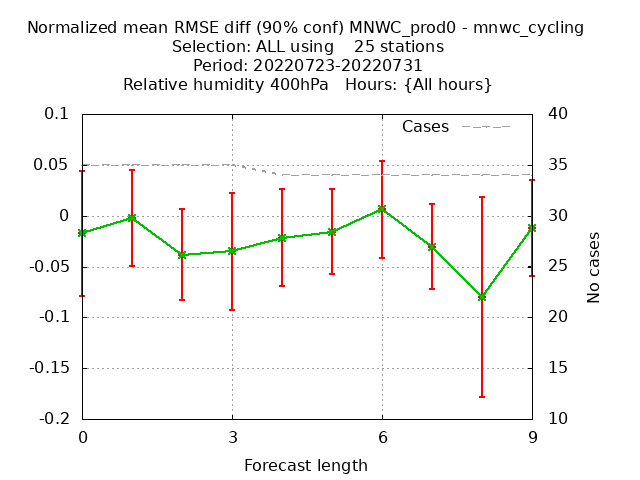 Normalized mean RMSE diff (90% conf) MNWC_prod0 - mnwc_cycling
Selection: ALL using    25 stations
Period: 20220723-20220731
Relative humidity 400hPa   Hours: {All hours}
Cases
0.1
0.05
0
-0.05
-0.1
-0.15
-0.2
40
35
30
25
20
15
10
No cases
0 3 6 9
Forecast length